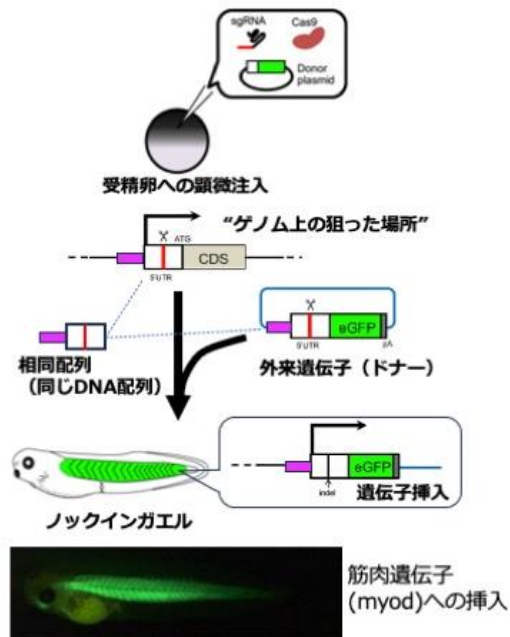 sgRNA
Cas9
Donor
plasmid
受精卵への顕微注入
“ゲノム上の狙った場所”
ATG
CDS
5'UTR
相同配列
（同じDNA配列）
eGFP
5'UTR
pA
外来遺伝子（ドナー）
eGFP
indel
遺伝子挿入
ノックインガエル
筋肉遺伝子
(myod)への挿入